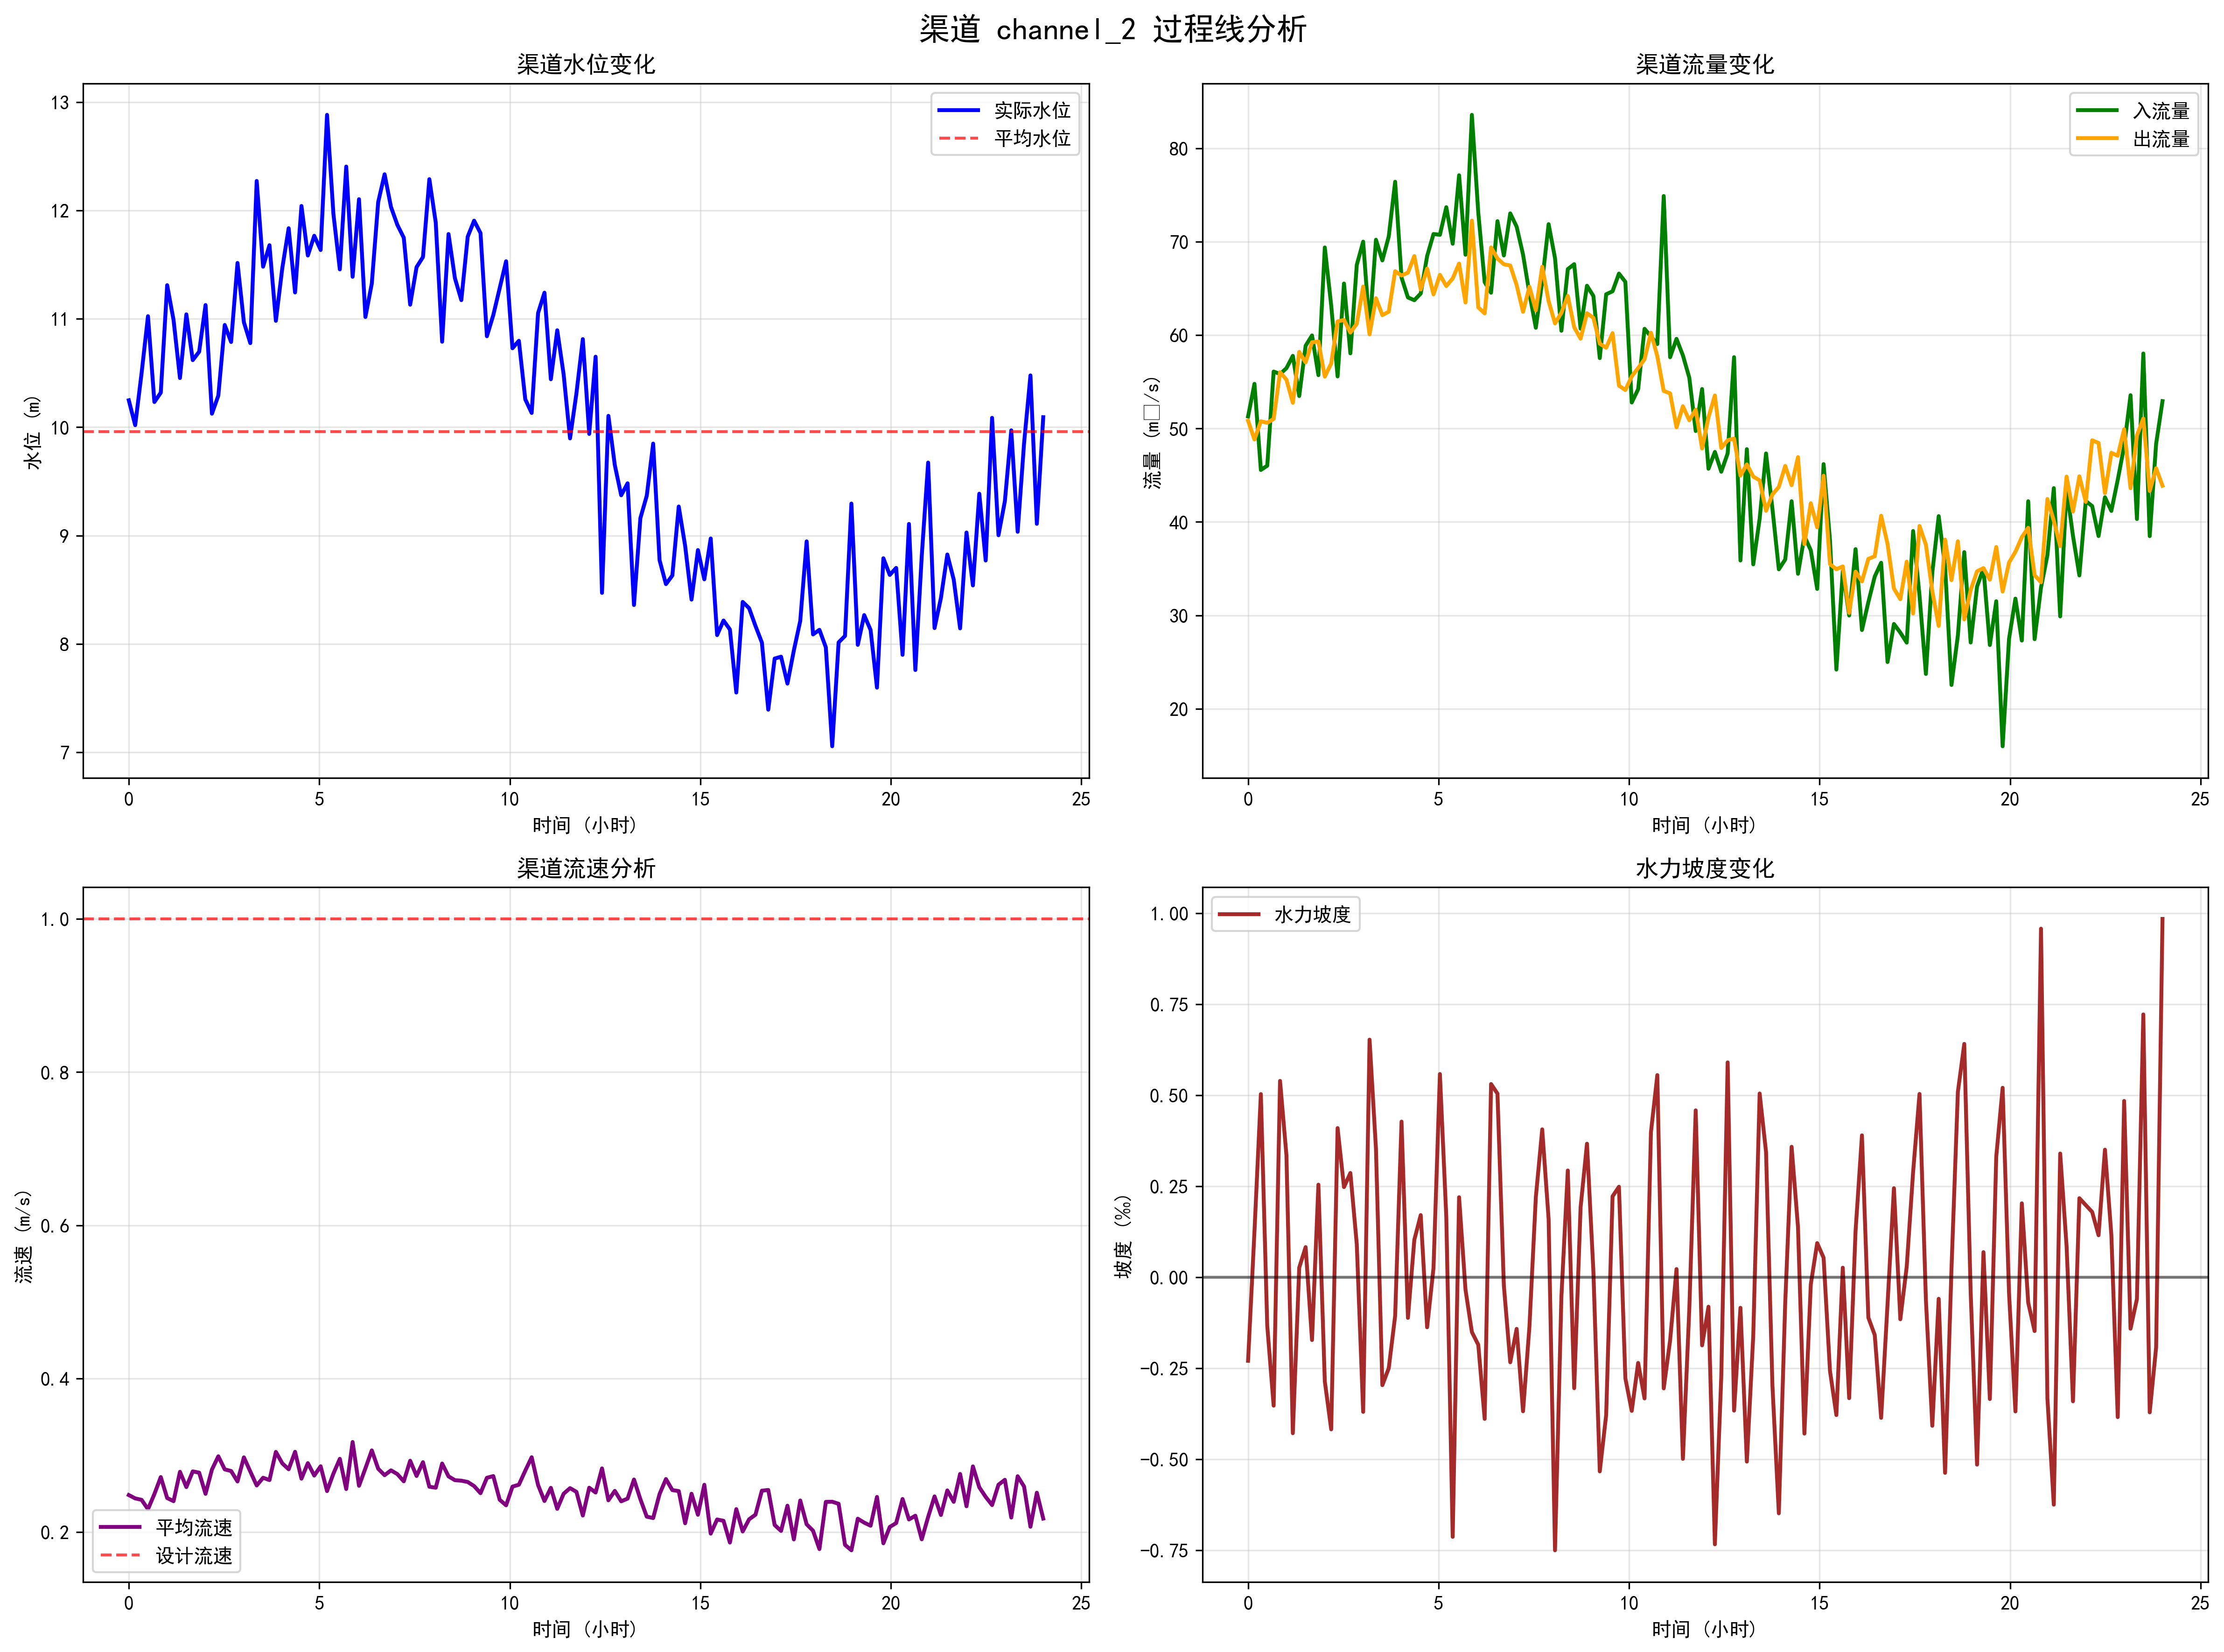 渠道 channel_2 过程线分析
渠道水位变化
水位 (m)
13
12
11
10
9
8
7
实际水位
平均水位
0 5 10 15 20 25
时间 (小时)
渠道流量变化
流量 (m□/s)
80
70
60
50
40
30
20
入流量
出流量
0 5 10 15 20 25
时间 (小时)
渠道流速分析
流速 (m/s)
1.0
0.8
0.6
0.4
0.2
平均流速
设计流速
0 5 10 15 20 25
时间 (小时)
水力坡度变化
坡度 (‰)
1.00
0.75
0.50
0.25
0.00
−0.25
−0.50
−0.75
水力坡度
0 5 10 15 20 25
时间 (小时)